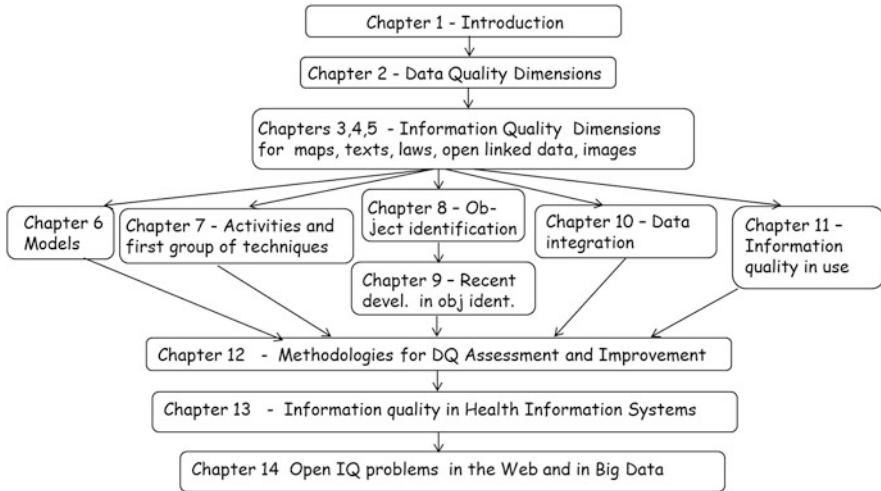 Chapter 1 - Introduction
Chapter 2 - Data Quality Dimensions
Chapters 3,4,5 - Information Quality Dimensions
for maps, texts, laws, open linked data, images
Chapter 6
Models
Chapter 7 - Activities and
first group of techniques
Chapter 8 – Ob-
ject identification
Chapter 9 – Recent
devel. in obj ident.
Chapter 10 – Data
integration
Chapter 11 –
Information
quality in use
Chapter 12 - Methodologies for DQ Assessment and Improvement
Chapter 13 - Information quality in Health Information Systems
Chapter 14 Open IQ problems in the Web and in Big Data